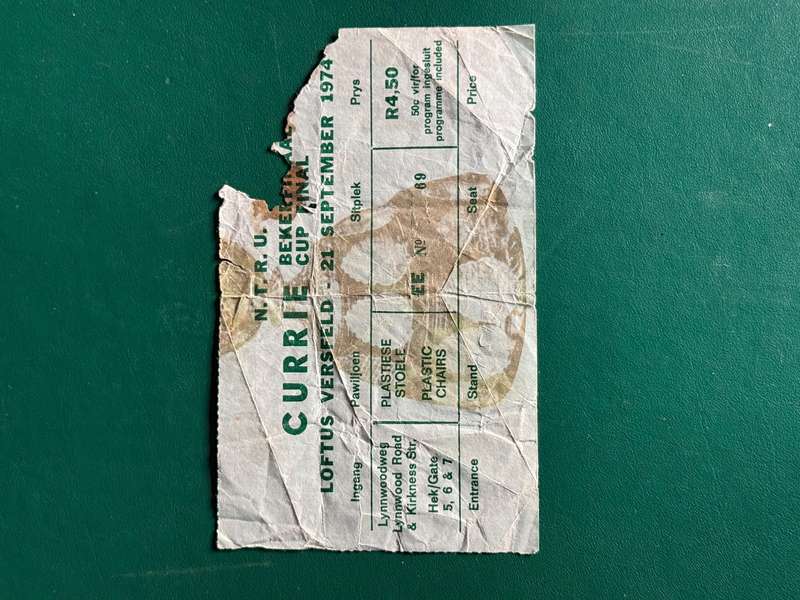 N.T.R.U.
CURRIE BEKERFINAAL
CUP FINAL
LOFTUS VERSFELD - 21 SEPTEMBER 1974
Ingang Pawiljoen Sitplek Prys
Lynnwoodweg
Lynnwood Road
& Kirkness Str,
Hek/Gate
5, 6 & 7
PLASTIESE
STOELE
PLASTIC
CHAIRS
EE No 69
R4,50
50c vir/for
program ingesluit
programme included
Entrance Stand Seat Price